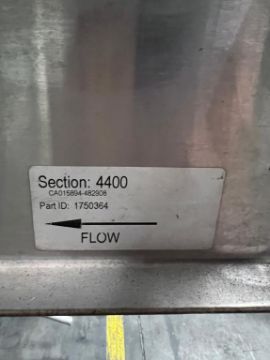 Section: 4400
CA015894-482908
Part ID: 1750364
FLOW